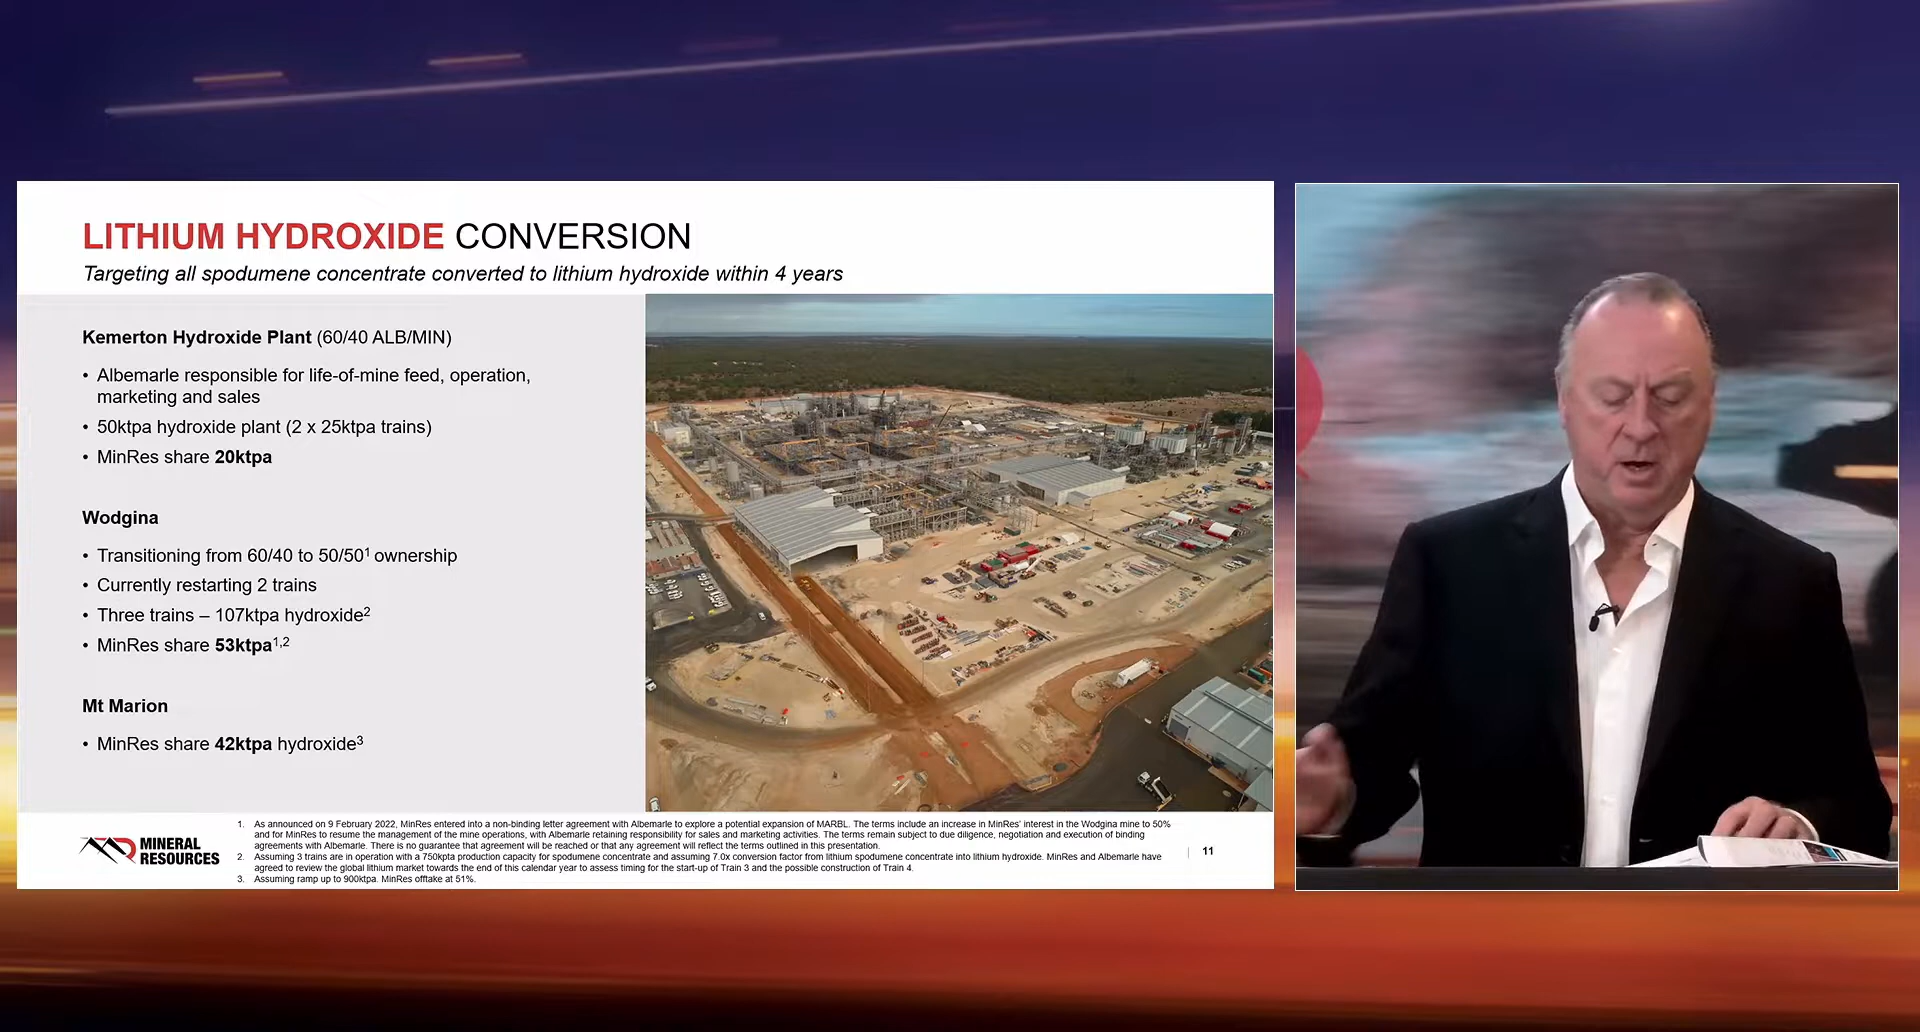 LITHIUM HYDROXIDE CONVERSION
Targeting all spodumene concentrate converted to lithium hydroxide within 4 years
Kemerton Hydroxide Plant (60/40 ALB/MIN)
• Albemarle responsible for life-of-mine feed, operation,
marketing and sales
• 50ktpa hydroxide plant (2 x 25ktpa trains)
• MinRes share 20ktpa
Wodgina
• Transitioning from 60/40 to 50/50¹ ownership
• Currently restarting 2 trains
• Three trains – 107ktpa hydroxide²
• MinRes share 53ktpa¹,²
Mt Marion
• MinRes share 42ktpa hydroxide³
MINERAL
RESOURCES
1. As announced on 9 February 2022, MinRes entered into a non-binding letter agreement with Albemarle to explore a potential expansion of MARBL. The terms include an increase in MinRes' interest in the Wodgina mine to 50%
and for MinRes to resume the management of the mine operations, with Albemarle retaining responsibility for sales and marketing activities. The terms remain subject to due diligence, negotiation and execution of binding
agreements with Albemarle. There is no guarantee that agreement will be reached or that any agreement will reflect the terms outlined in this presentation.
2. Assuming 3 trains are in operation with a 750kpta production capacity for spodumene concentrate and assuming 7.0x conversion factor from lithium spodumene concentrate into lithium hydroxide. MinRes and Albemarle have
agreed to review the global lithium market towards the end of this calendar year to assess timing for the start-up of Train 3 and the possible construction of Train 4.
3. Assuming ramp up to 900ktpa. MinRes offtake at 51%.
11